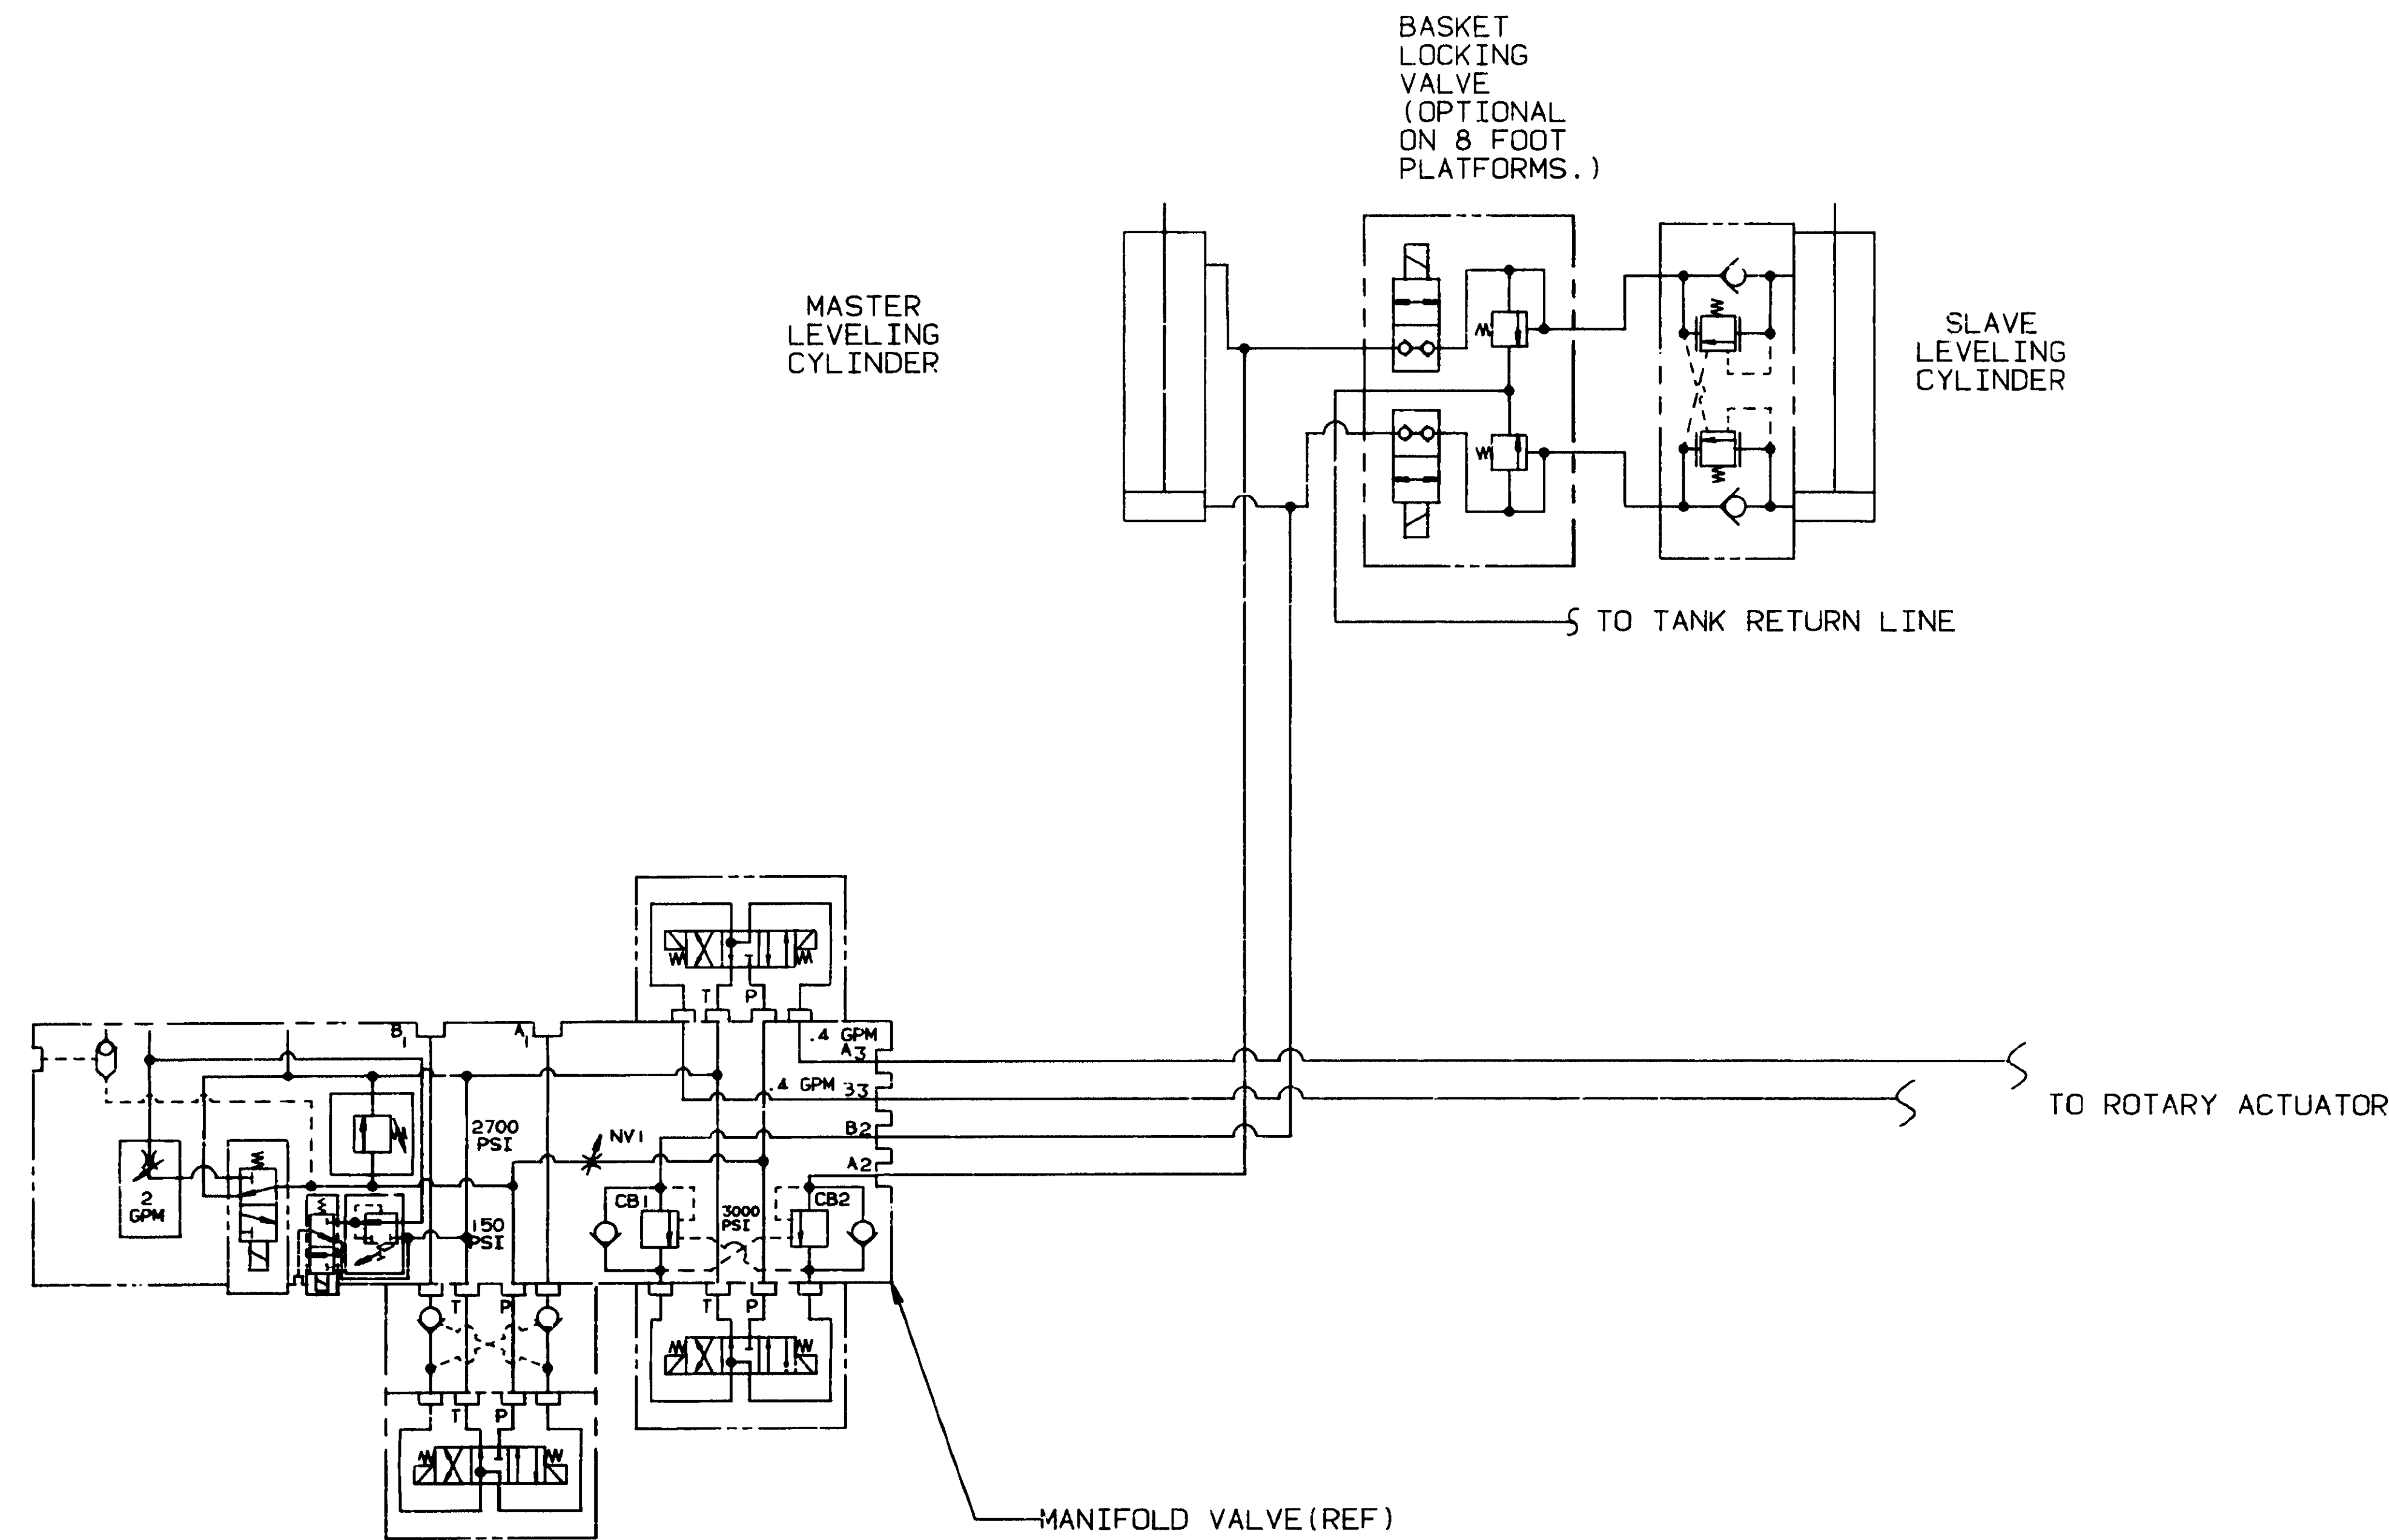 BASKET
LOCKING
VALVE
(OPTIONAL
ON 8 FOOT
PLATFORMS.)
MASTER
LEVELING
CYLINDER
SLAVE
LEVELING
CYLINDER
TO TANK RETURN LINE
T P
B1 A1
.4 GPM
A3
.4 GPM B3
TO ROTARY ACTUATOR
2700
PSI
NV1
B2
A2
2
GPM
CB1
3000
PSI
CB2
150
PSI
T P
T P
T P
MANIFOLD VALVE(REF)